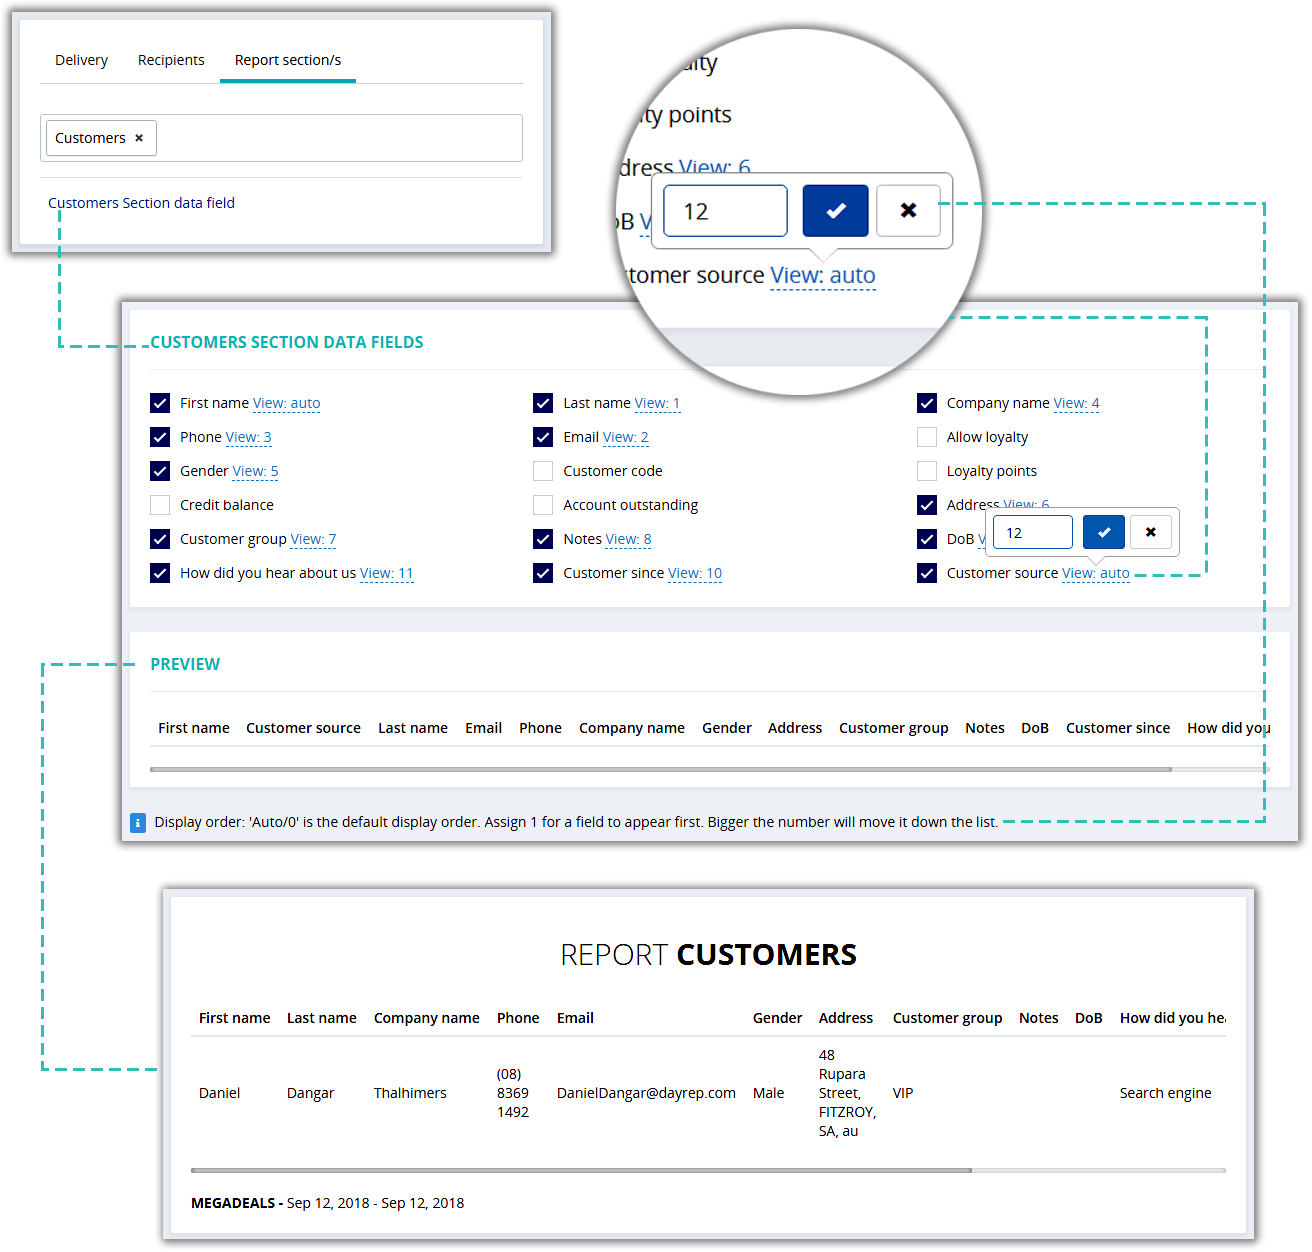 Delivery Recipients Report section/s
Customers ×
Customers Section data field
alty
ty points
dress View: 6
12
oB V
tomer source View: auto
CUSTOMERS SECTION DATA FIELDS
First name View: auto
Last name View: 1
Company name View: 4
Phone View: 3
Email View: 2
Allow loyalty
Gender View: 5
Customer code
Loyalty points
Credit balance
Account outstanding
Address View: 6
Customer group View: 7
Notes View: 8
DoB V
12
How did you hear about us View: 11
Customer since View: 10
Customer source View: auto
PREVIEW
First name Customer source Last name Email Phone Company name Gender Address Customer group Notes DoB Customer since How did you
Display order: 'Auto/0' is the default display order. Assign 1 for a field to appear first. Bigger the number will move it down the list.
REPORT CUSTOMERS
First name Last name Company name Phone Email Gender Address Customer group Notes DoB How did you hea
Daniel Dangar Thalhimers (08) 8369 1492 DanielDangar@dayrep.com Male 48 Rupara Street, FITZROY, SA, au VIP Search engine
MEGADEALS - Sep 12, 2018 - Sep 12, 2018